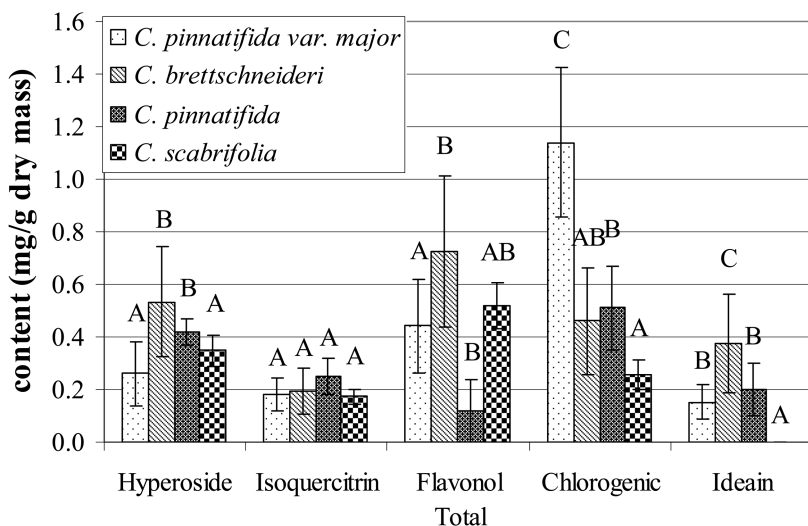 1.6
1.4
1.2
1.0
0.8
0.6
0.4
0.2
0.0
content (mg/g dry mass)
C. pinnatifida var. major
C. brettschneideri
C. pinnatifida
C. scabrifolia
A B B A
A A A A
A B B AB
C AB B A
B C B A
Hyperoside Isoquercitrin Flavonol Chlorogenic Ideain
Total